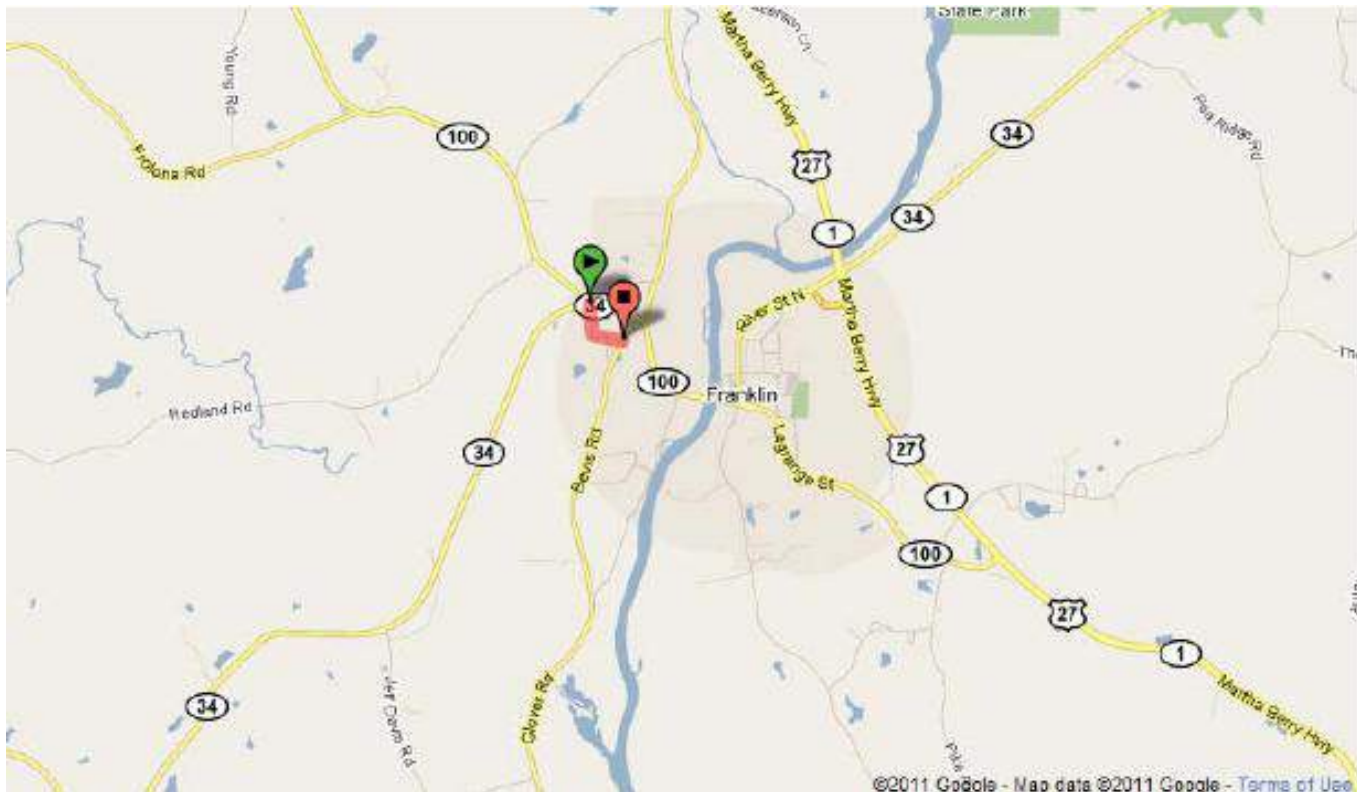 State Park
Martha Berry Hwy
Young Rd
100
34
27
34
1
River St N
Martha Berry Hwy
34
100
Franklin
Redland Rd
34
Bevis Rd
Lagrange St
27
1
100
27
1
Glover Rd
34
Martha Berry Hwy
©2011 Google - Map data ©2011 Google - Terms of Use